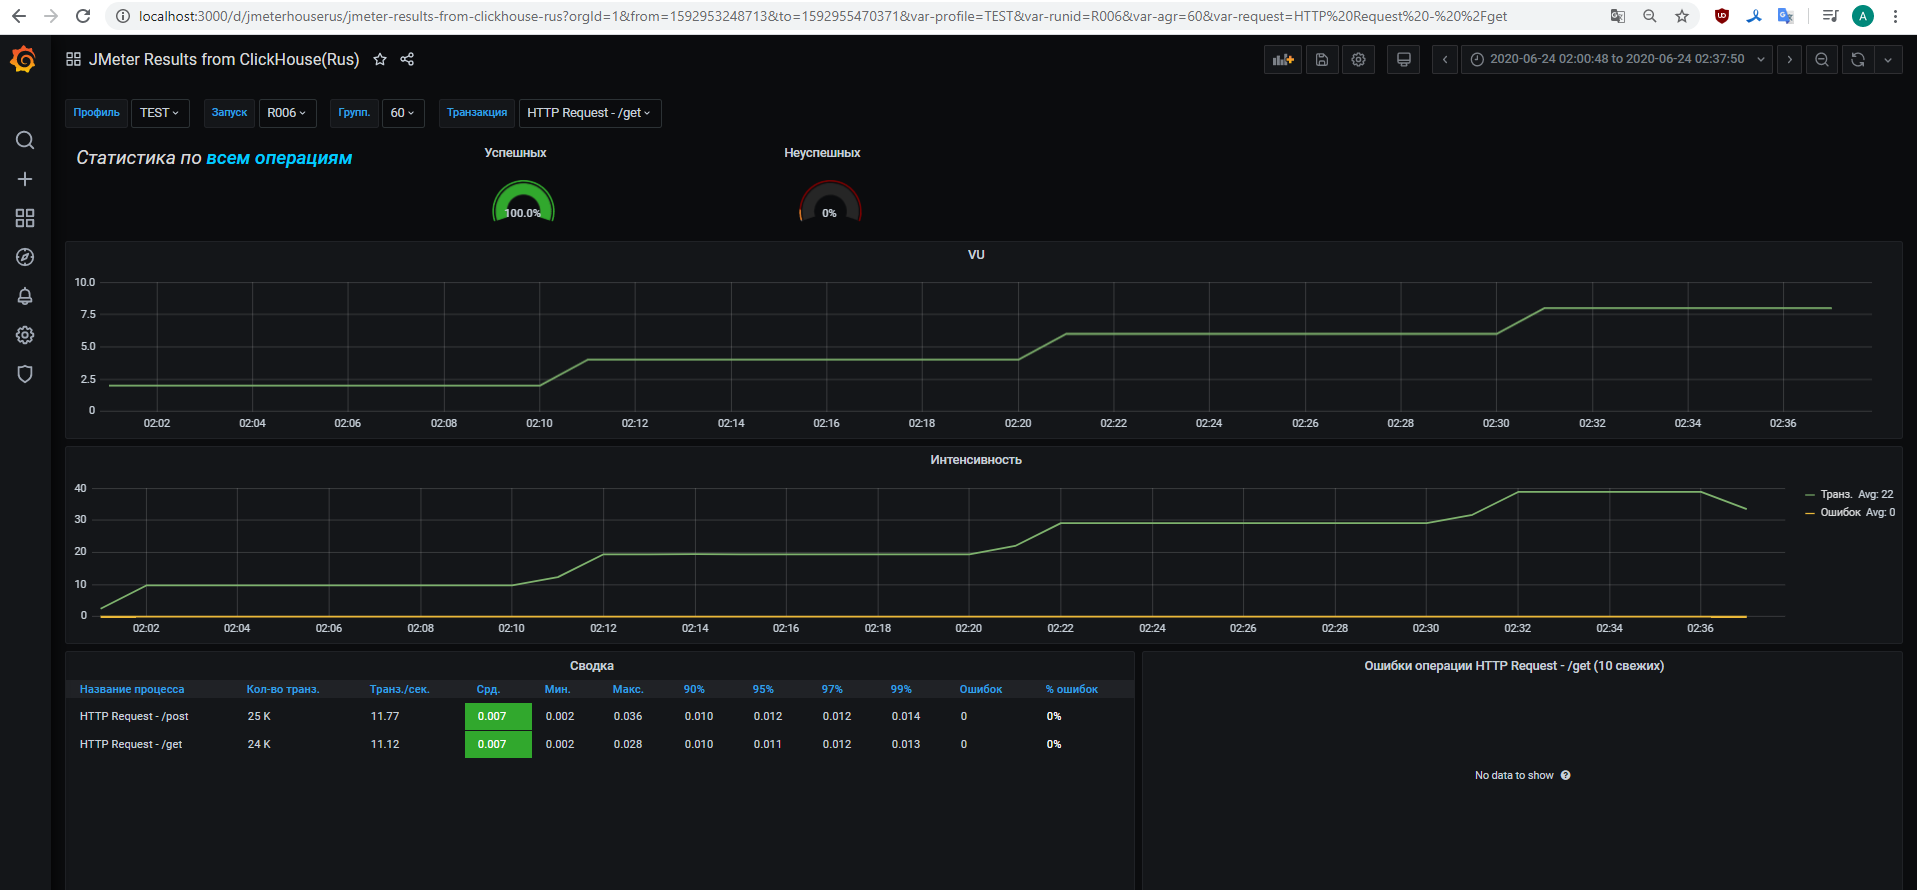 localhost:3000/d/jmeterhouserus/jmeter-results-from-clickhouse-rus?orgId=1&from=1592953248713&to=1592955470371&var-profile=TEST&var-runid=R006&var-agr=60&var-request=HTTP%20Request%20-%20%2Fget
A
JMeter Results from ClickHouse(Rus)
2020-06-24 02:00:48 to 2020-06-24 02:37:50
Профиль TEST Запуск R006 Групп. 60 Транзакция HTTP Request - /get
Статистика по всем операциям
Успешных
100.0%
Неуспешных
0%
VU
10.0
7.5
5.0
2.5
0
02:02 02:04 02:06 02:08 02:10 02:12 02:14 02:16 02:18 02:20 02:22 02:24 02:26 02:28 02:30 02:32 02:34 02:36
Интенсивность
40
30
20
10
0
02:02 02:04 02:06 02:08 02:10 02:12 02:14 02:16 02:18 02:20 02:22 02:24 02:26 02:28 02:30 02:32 02:34 02:36
Транз. Avg: 22
Ошибок Avg: 0
Сводка
Название процесса Кол-во транз. Транз./сек. Срд. Мин. Макс. 90% 95% 97% 99% Ошибок % ошибок
HTTP Request - /post 25 K 11.77 0.007 0.002 0.036 0.010 0.012 0.012 0.014 0 0%
HTTP Request - /get 24 K 11.12 0.007 0.002 0.028 0.010 0.011 0.012 0.013 0 0%
Ошибки операции HTTP Request - /get (10 свежих)
No data to show